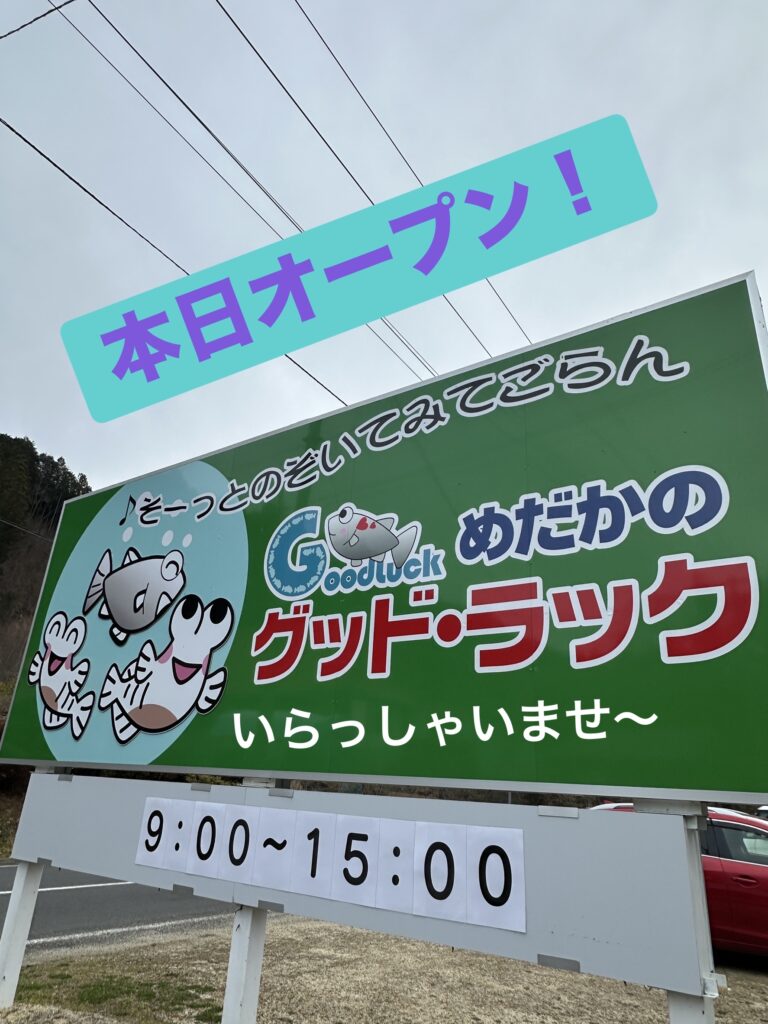 本日オープン！
♪そーっとのぞいてみてごらん
Goodluck めだかの
グッド・ラック
いらっしゃいませ〜
9:00~15:00